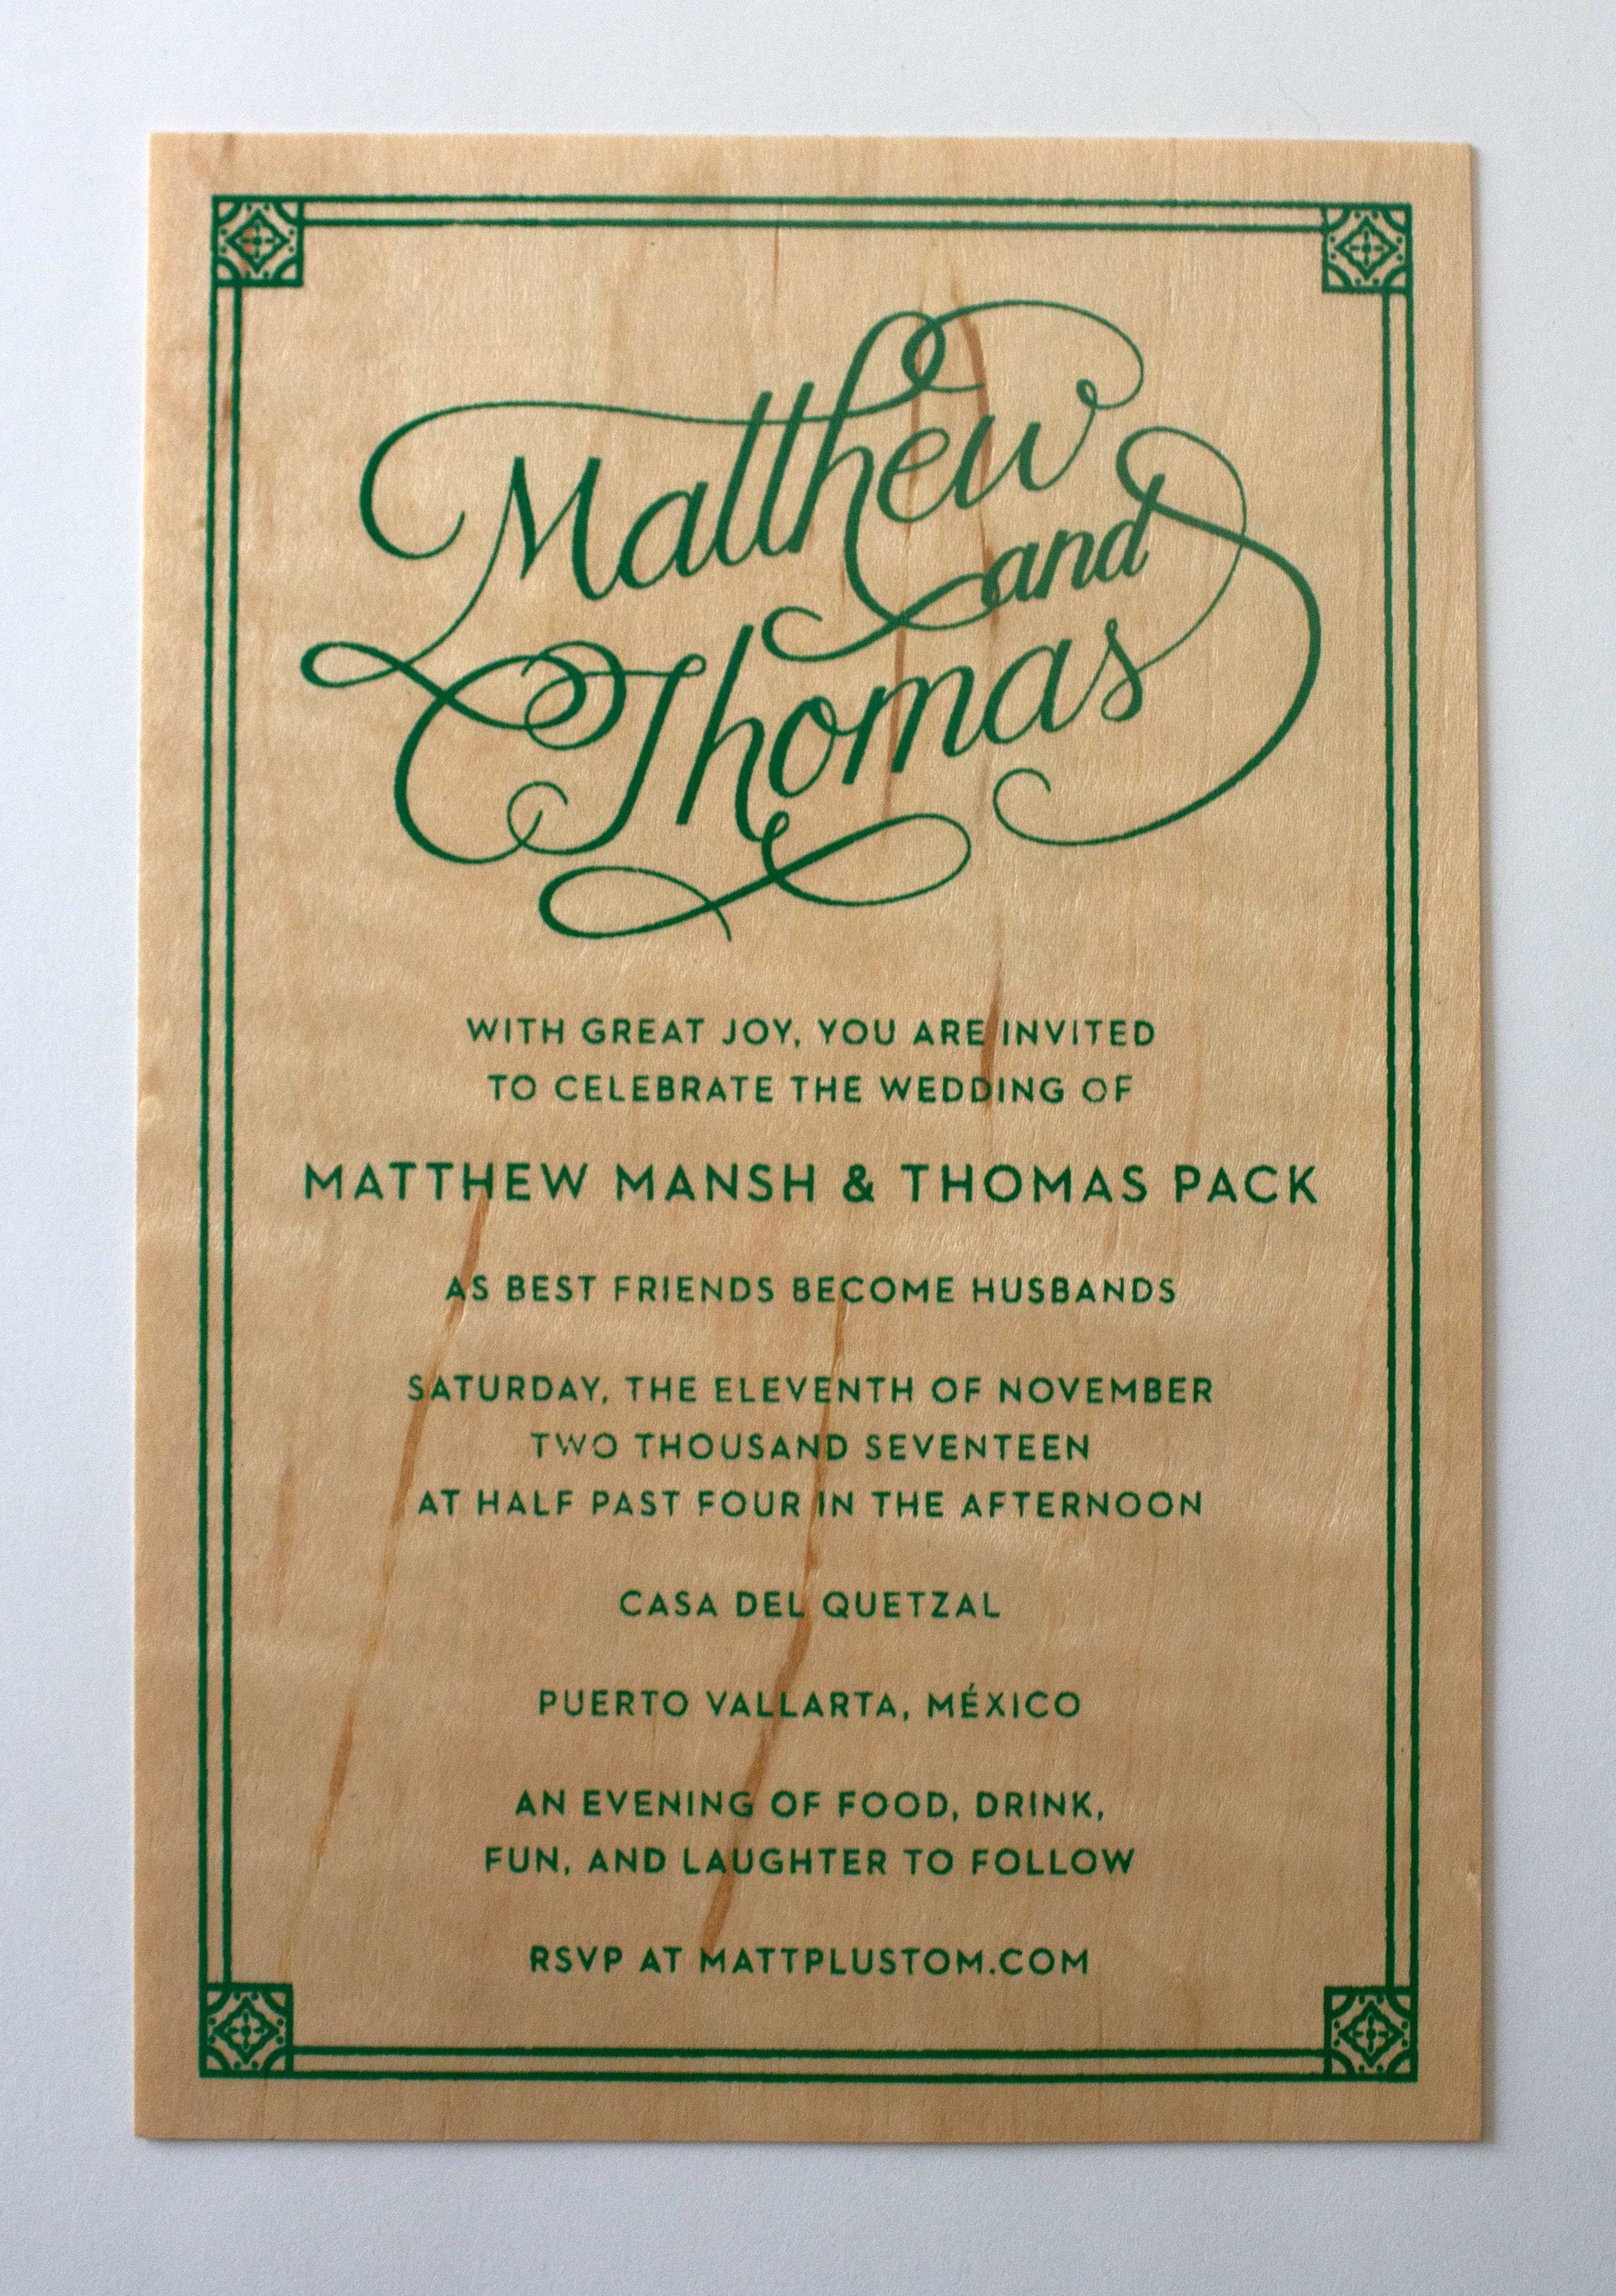 Matthew
and
Thomas
WITH GREAT JOY, YOU ARE INVITED
TO CELEBRATE THE WEDDING OF
MATTHEW MANSH & THOMAS PACK
AS BEST FRIENDS BECOME HUSBANDS
SATURDAY, THE ELEVENTH OF NOVEMBER
TWO THOUSAND SEVENTEEN
AT HALF PAST FOUR IN THE AFTERNOON
CASA DEL QUETZAL
PUERTO VALLARTA, MÉXICO
AN EVENING OF FOOD, DRINK,
FUN, AND LAUGHTER TO FOLLOW
RSVP AT MATTPLUSTOM.COM